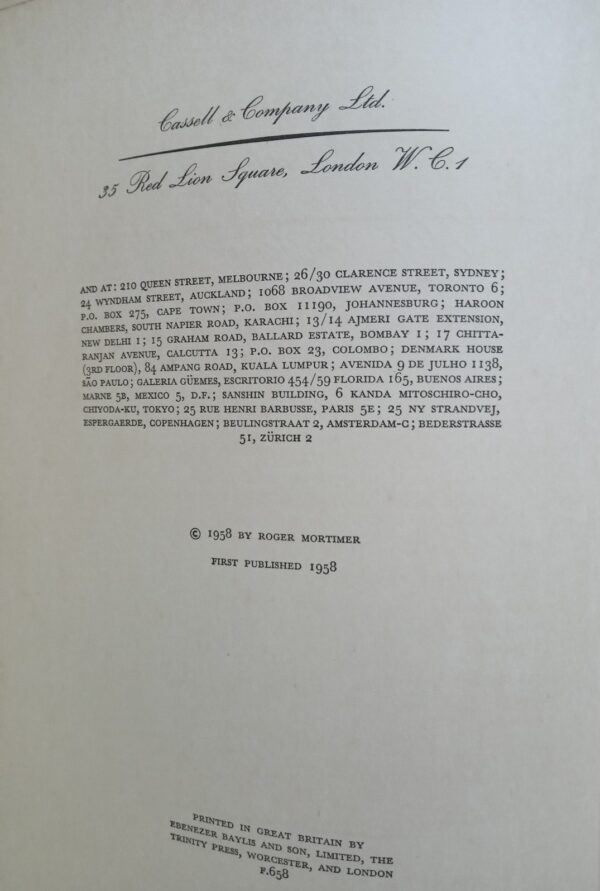 Cassell & Company Ltd.
35 Red Lion Square, London W.C.1
AND AT: 210 QUEEN STREET, MELBOURNE; 26/30 CLARENCE STREET, SYDNEY;
24 WYNDHAM STREET, AUCKLAND; 1068 BROADVIEW AVENUE, TORONTO 6;
P.O. BOX 275, CAPE TOWN; P.O. BOX 11190, JOHANNESBURG; HAROON
CHAMBERS, SOUTH NAPIER ROAD, KARACHI; 13/14 AJMERI GATE EXTENSION,
NEW DELHI 1; 15 GRAHAM ROAD, BALLARD ESTATE, BOMBAY 1; 17 CHITTA-
RANJAN AVENUE, CALCUTTA 13; P.O. BOX 23, COLOMBO; DENMARK HOUSE
(3RD FLOOR), 84 AMPANG ROAD, KUALA LUMPUR; AVENIDA 9 DE JULHO 1138,
SÃO PAULO; GALERIA GÜEMES, ESCRITORIO 454/59 FLORIDA 165, BUENOS AIRES;
MARNE 5B, MEXICO 5, D.F.; SANSHIN BUILDING, 6 KANDA MITOSCHIRO-CHO,
CHIYODA-KU, TOKYO; 25 RUE HENRI BARBUSSE, PARIS 5E; 25 NY STRANDVEJ,
ESPERGAERDE, COPENHAGEN; BEULINGSTRAAT 2, AMSTERDAM-C; BEDERSTRASSE
51, ZÜRICH 2
© 1958 BY ROGER MORTIMER
FIRST PUBLISHED 1958
PRINTED IN GREAT BRITAIN BY
EBENEZER BAYLIS AND SON, LIMITED, THE
TRINITY PRESS, WORCESTER, AND LONDON
F.658